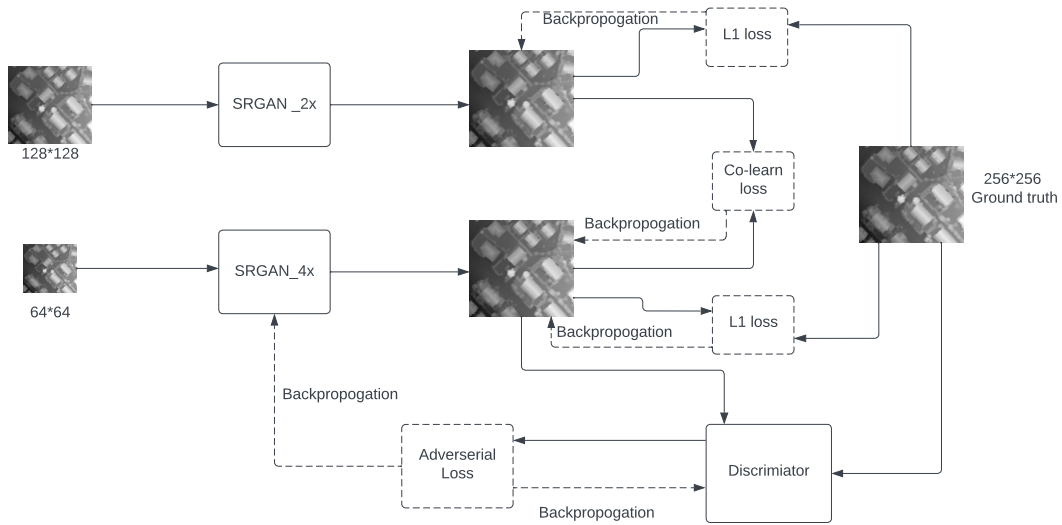 Backpropogation
L1 loss
SRGAN _2x
128*128
Co-learn
loss
256*256
Ground truth
Backpropogation
SRGAN_4x
64*64
L1 loss
Backpropogation
Backpropogation
Adverserial
Loss
Discrimiator
Backpropogation